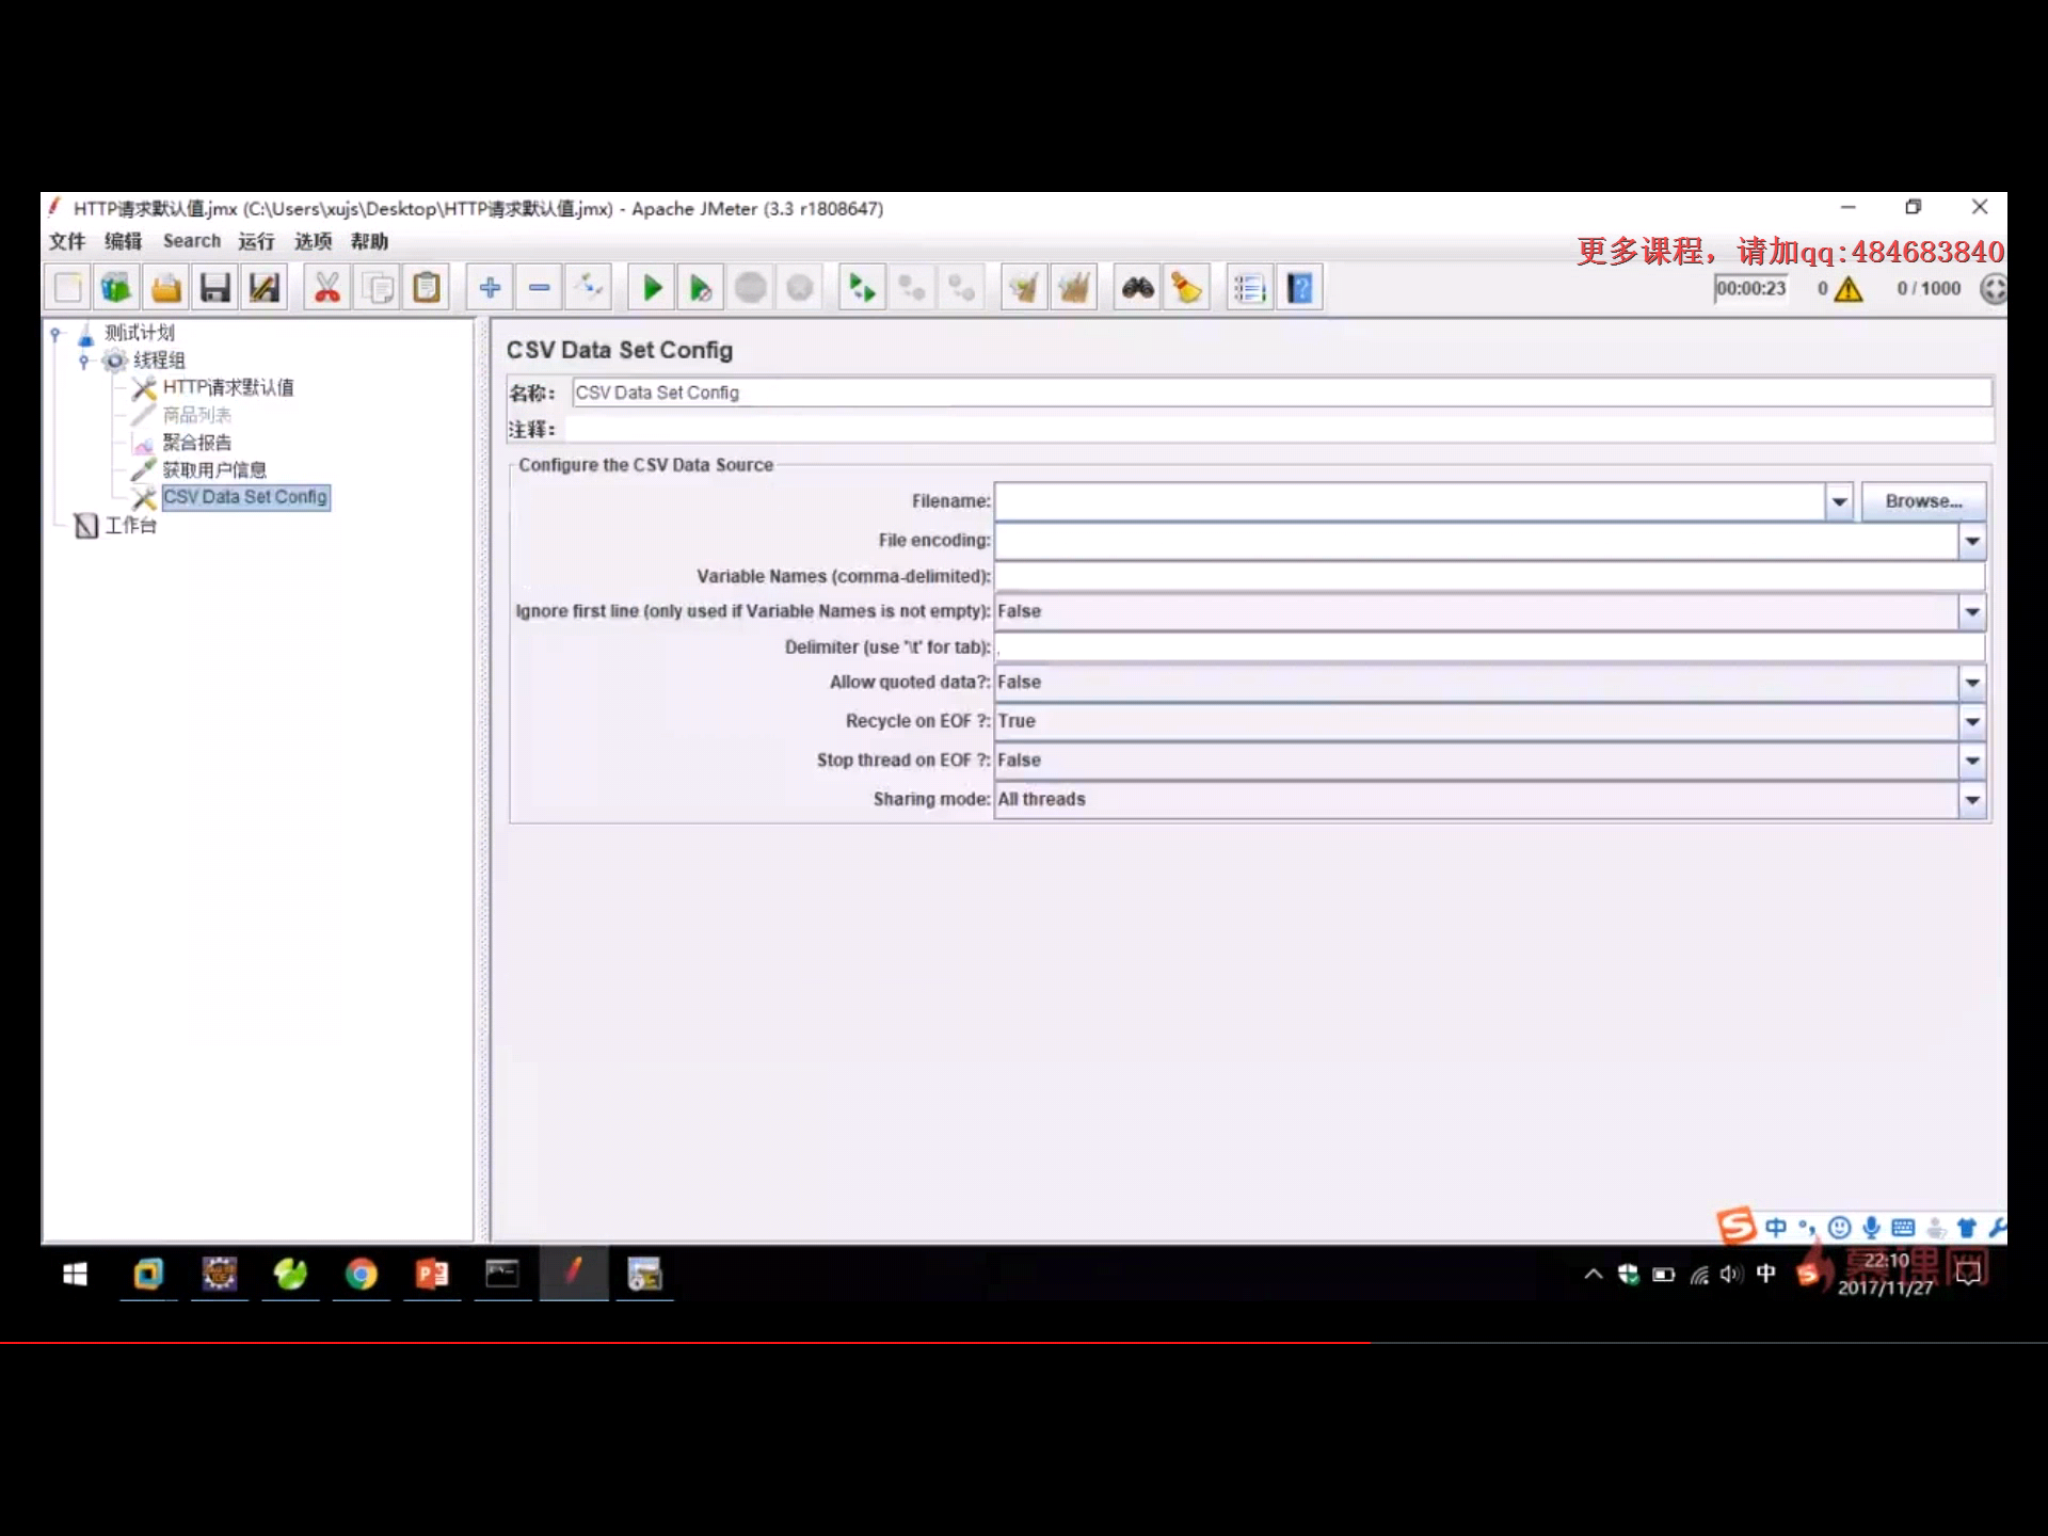 HTTP请求默认值.jmx (C:\Users\xujs\Desktop\HTTP请求默认值.jmx) - Apache JMeter (3.3 r1808647)
文件 编辑 Search 运行 选项 帮助
更多课程，请加qq:484683840
00:00:23 0 0 / 1000
测试计划
线程组
HTTP请求默认值
商品列表
聚合报告
获取用户信息
CSV Data Set Config
工作台
CSV Data Set Config
名称： CSV Data Set Config
注释：
Configure the CSV Data Source
Filename: Browse...
File encoding:
Variable Names (comma-delimited):
Ignore first line (only used if Variable Names is not empty): False
Delimiter (use '\t' for tab): ,
Allow quoted data?: False
Recycle on EOF ?: True
Stop thread on EOF ?: False
Sharing mode: All threads
中
中
慕课网
22:10
2017/11/27